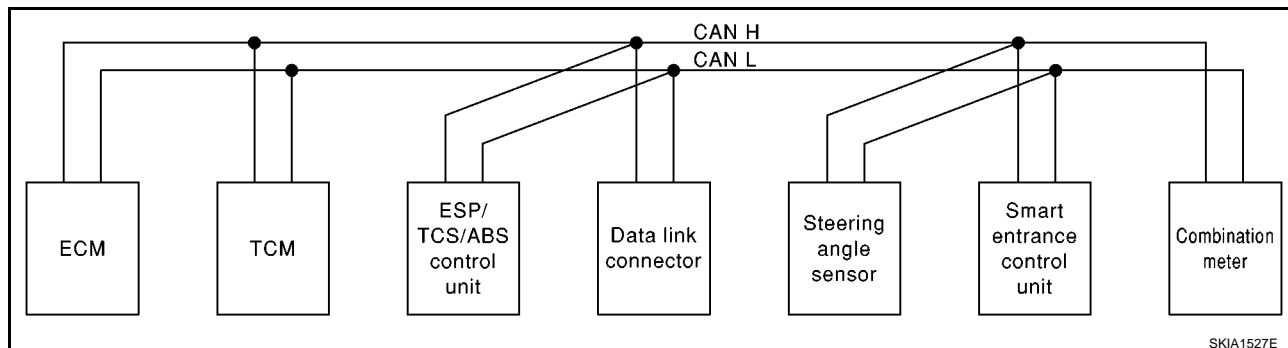 CAN H
CAN L
ECM
TCM
ESP/
TCS/ABS
control
unit
Data link
connector
Steering
angle
sensor
Smart
entrance
control
unit
Combination
meter
SKIA1527E